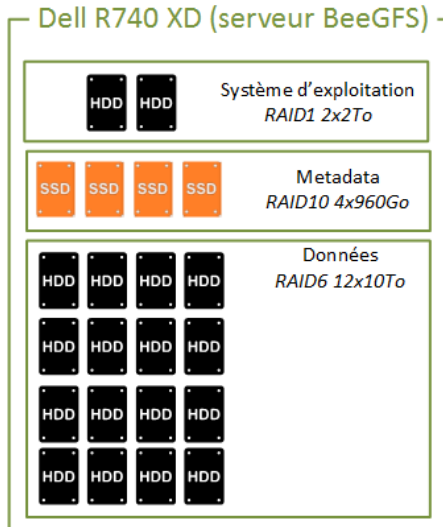 Dell R740 XD (serveur BeeGFS)
HDD HDD
Système d'exploitation
RAID1 2x2To
SSD SSD SSD SSD
Metadata
RAID10 4x960Go
Données
RAID6 12x10To
HDD HDD HDD HDD
HDD HDD HDD HDD
HDD HDD HDD HDD
HDD HDD HDD HDD